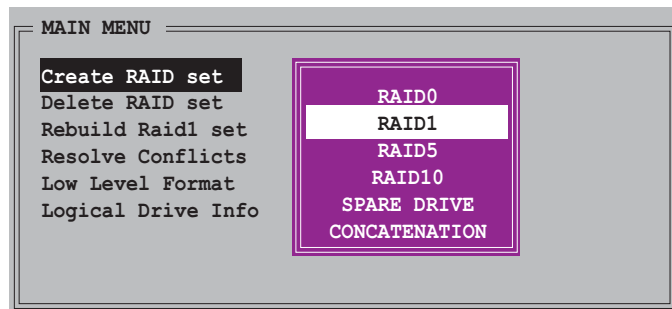 MAIN MENU
Create RAID set
Delete RAID set
Rebuild Raid1 set
Resolve Conflicts
Low Level Format
Logical Drive Info
RAID0
RAID1
RAID5
RAID10
SPARE DRIVE
CONCATENATION